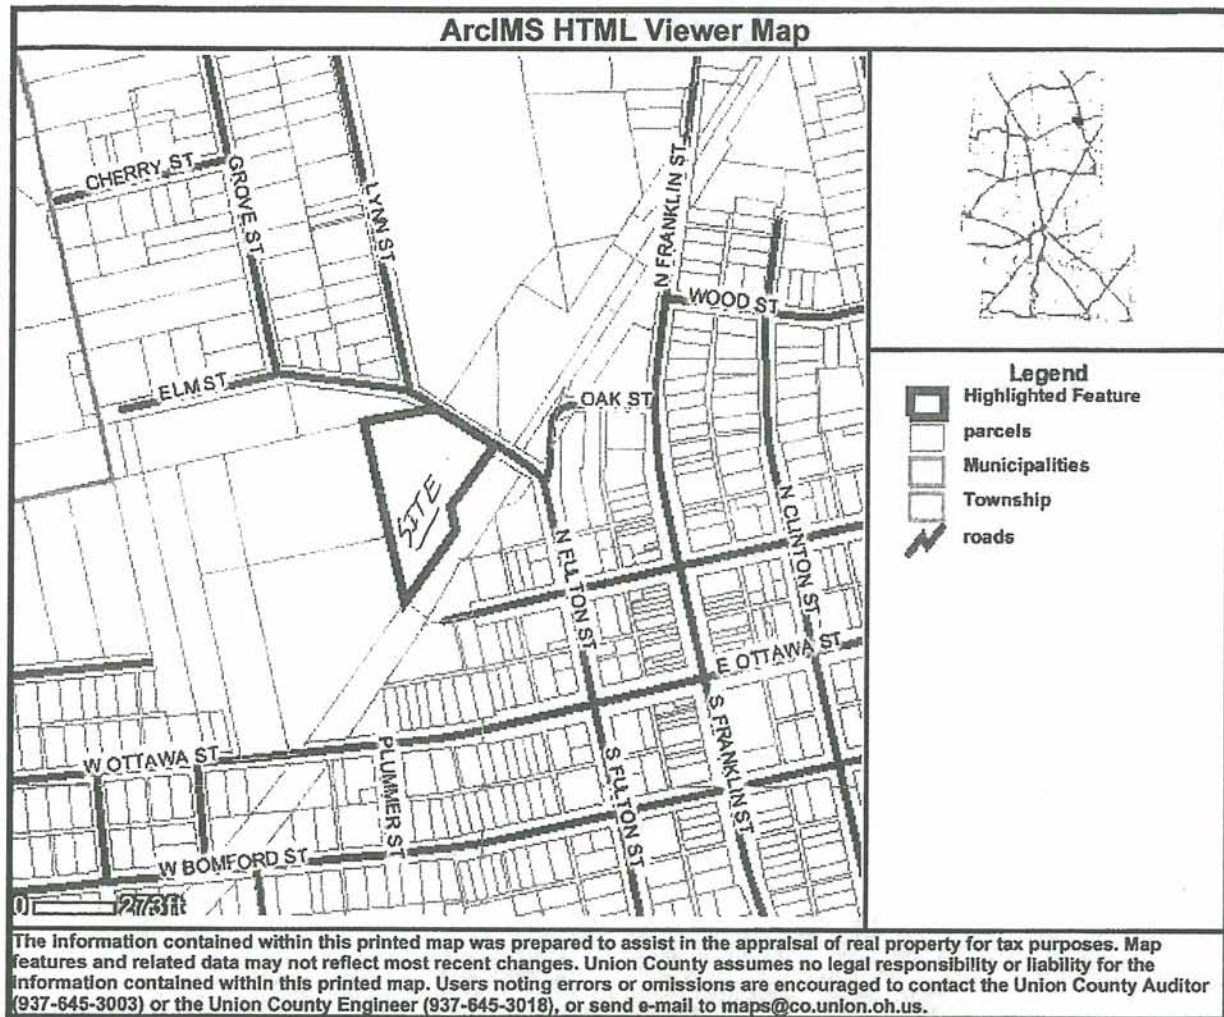 ArcIMS HTML Viewer Map
CHERRY ST
GROVE ST
LYNN ST
N FRANKLIN ST
WOOD ST
ELM ST
OAK ST
SITE
N FULTON ST
N CLINTON ST
E OTTAWA ST
W OTTAWA ST
PLUMMER ST
S FULTON ST
S FRANKLIN ST
W BOMFORD ST
0 273 ft
Legend
Highlighted Feature
parcels
Municipalities
Township
roads
The information contained within this printed map was prepared to assist in the appraisal of real property for tax purposes. Map
features and related data may not reflect most recent changes. Union County assumes no legal responsibility or liability for the
information contained within this printed map. Users noting errors or omissions are encouraged to contact the Union County Auditor
(937-645-3003) or the Union County Engineer (937-645-3018), or send e-mail to maps@co.union.oh.us.